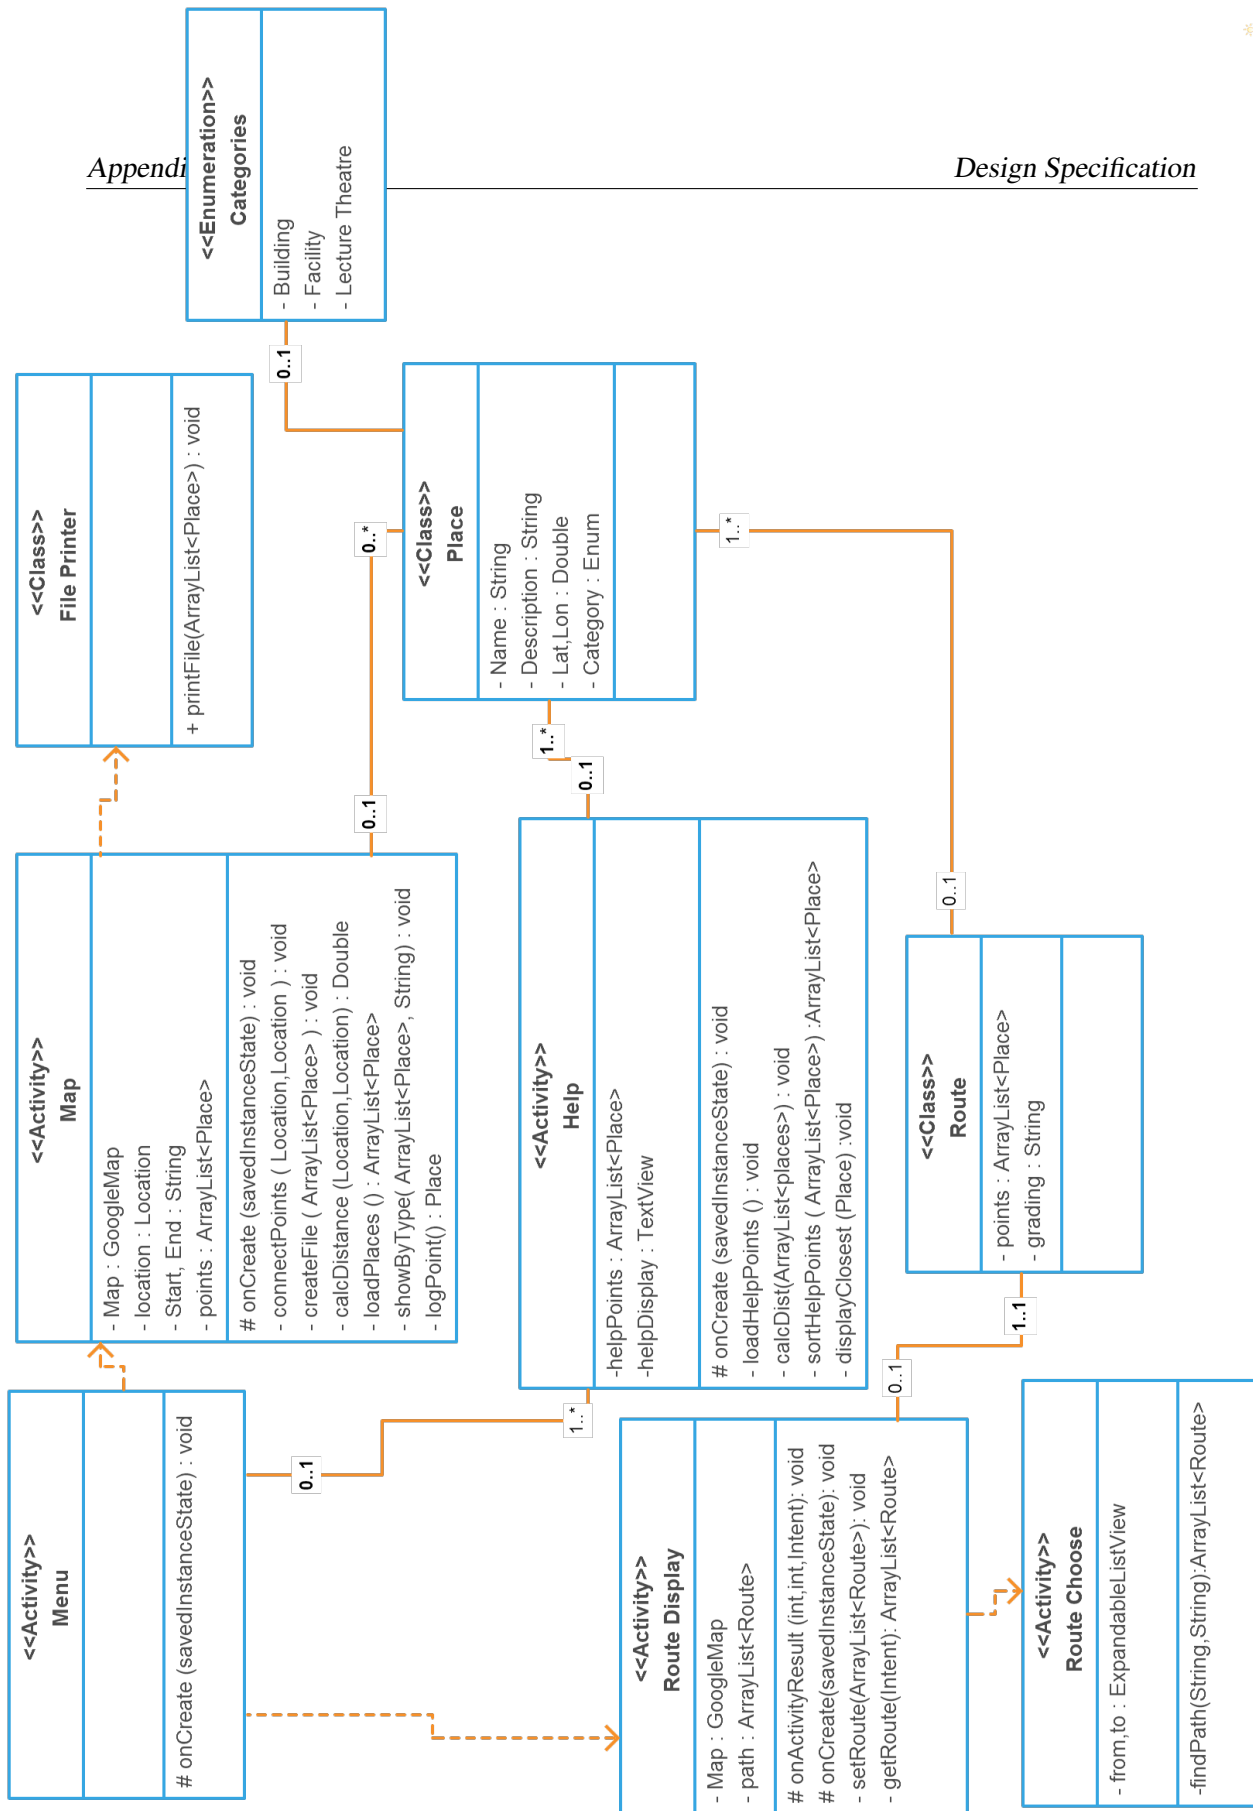 Appendi
Design Specification
<<Enumeration>>
Categories
- Building
- Facility
- Lecture Theatre
0..1
<<Class>>
File Printer
+ printFile(ArrayList<Place>) : void
<<Class>>
Place
- Name : String
- Description : String
- Lat,Lon : Double
- Category : Enum
0..*
1..*
1..*
0..1
0..1
0..1
<<Activity>>
Map
- Map : GoogleMap
- location : Location
- Start, End : String
- points : ArrayList<Place>
# onCreate (savedInstanceState) : void
- connectPoints ( Location,Location ) : void
- createFile ( ArrayList<Place> ) : void
- calcDistance (Location,Location) : Double
- loadPlaces () : ArrayList<Place>
- showByType( ArrayList<Place>, String) : void
- logPoint() : Place
<<Activity>>
Help
-helpPoints : ArrayList<Place>
-helpDisplay : TextView
# onCreate (savedInstanceState) : void
- loadHelpPoints () : void
- calcDist(ArrayList<places>) : void
- sortHelpPoints ( ArrayList<Place>) :ArrayList<Place>
- displayClosest (Place) :void
<<Class>>
Route
- points : ArrayList<Place>
- grading : String
1..1
0..1
1..*
0..1
<<Activity>>
Menu
# onCreate (savedInstanceState) : void
<<Activity>>
Route Display
- Map : GoogleMap
- path : ArrayList<Route>
# onActivityResult (int,int,Intent): void
# onCreate(savedInstanceState): void
- setRoute(ArrayList<Route>): void
- getRoute(Intent): ArrayList<Route>
<<Activity>>
Route Choose
- from,to : ExpandableListView
-findPath(String,String):ArrayList<Route>